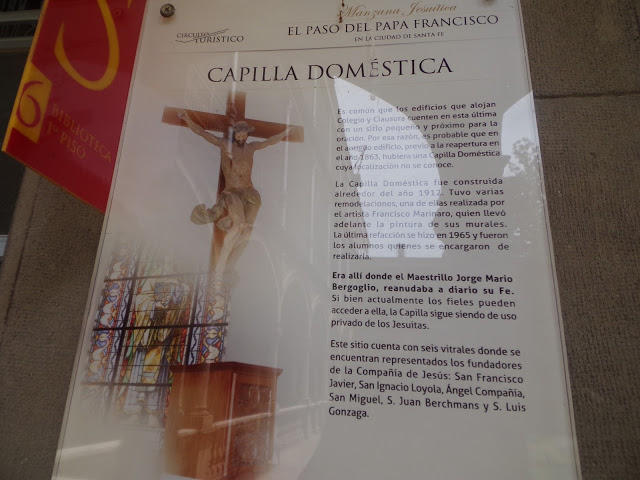 Manzana Jesuítica
CIRCUITO
TURÍSTICO
EL PASO DEL PAPA FRANCISCO
EN LA CIUDAD DE SANTA FE
CAPILLA DOMÉSTICA
6
BIBLIOTECA
1er PISO
Es común que los edificios que alojan
Colegio y Clausura cuenten en esta última
con un sitio pequeño y próximo para la
oración. Por esa razón, es probable que en
el antiguo edificio, previo a la reapertura en
el año 1863, hubiera una Capilla Doméstica
cuya localización no se conoce.
La Capilla Doméstica fue construida
alrededor del año 1912. Tuvo varias
remodelaciones, una de ellas realizada por
el artista Francisco Marinaro, quien llevó
adelante la pintura de sus murales.
La última refacción se hizo en 1965 y fueron
los alumnos quienes se encargaron de
realizarla.
Era allí donde el Maestrillo Jorge Mario
Bergoglio, reanudaba a diario su Fe.
Si bien actualmente los fieles pueden
acceder a ella, la Capilla sigue siendo de uso
privado de los Jesuitas.
Este sitio cuenta con seis vitrales donde se
encuentran representados los fundadores
de la Compañia de Jesús: San Francisco
Javier, San Ignacio Loyola, Ángel Compañia,
San Miguel, S. Juan Berchmans y S. Luis
Gonzaga.